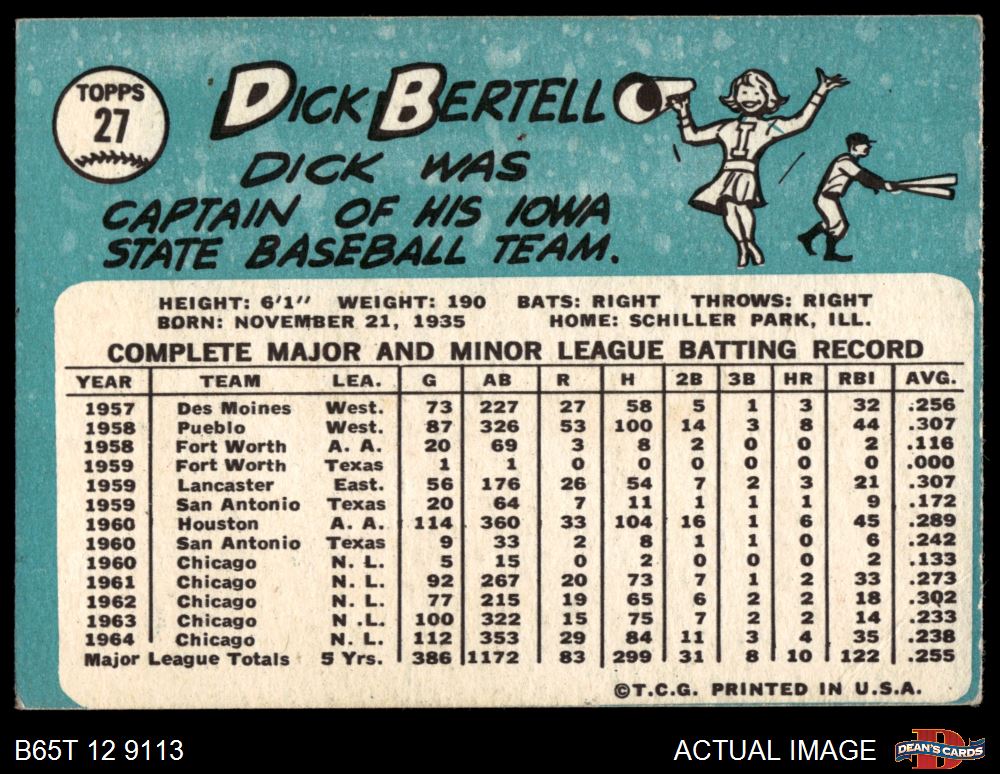 TOPPS
27
DICK BERTELL
DICK WAS
CAPTAIN OF HIS IOWA
STATE BASEBALL TEAM.
I
HEIGHT: 6'1" WEIGHT: 190 BATS: RIGHT THROWS: RIGHT
BORN: NOVEMBER 21, 1935 HOME: SCHILLER PARK, ILL.
COMPLETE MAJOR AND MINOR LEAGUE BATTING RECORD
YEAR TEAM LEA. G AB R H 2B 3B HR RBI AVG.
1957 Des Moines West. 73 227 27 58 5 1 3 32 .256
1958 Pueblo West. 87 326 53 100 14 3 8 44 .307
1958 Fort Worth A. A. 20 69 3 8 2 0 0 2 .116
1959 Fort Worth Texas 1 1 0 0 0 0 0 0 .000
1959 Lancaster East. 56 176 26 54 7 2 3 21 .307
1959 San Antonio Texas 20 64 7 11 1 1 1 9 .172
1960 Houston A. A. 114 360 33 104 16 1 6 45 .289
1960 San Antonio Texas 9 33 2 8 1 1 0 6 .242
1960 Chicago N. L. 5 15 0 2 0 0 0 2 .133
1961 Chicago N. L. 92 267 20 73 7 1 2 33 .273
1962 Chicago N. L. 77 215 19 65 6 2 2 18 .302
1963 Chicago N .L. 100 322 15 75 7 2 2 14 .233
1964 Chicago N. L. 112 353 29 84 11 3 4 35 .238
Major League Totals 5 Yrs. 386 1172 83 299 31 8 10 122 .255
©T.C.G. PRINTED IN U.S.A.
B65T 12 9113
ACTUAL IMAGE
D
DEAN'S CARDS